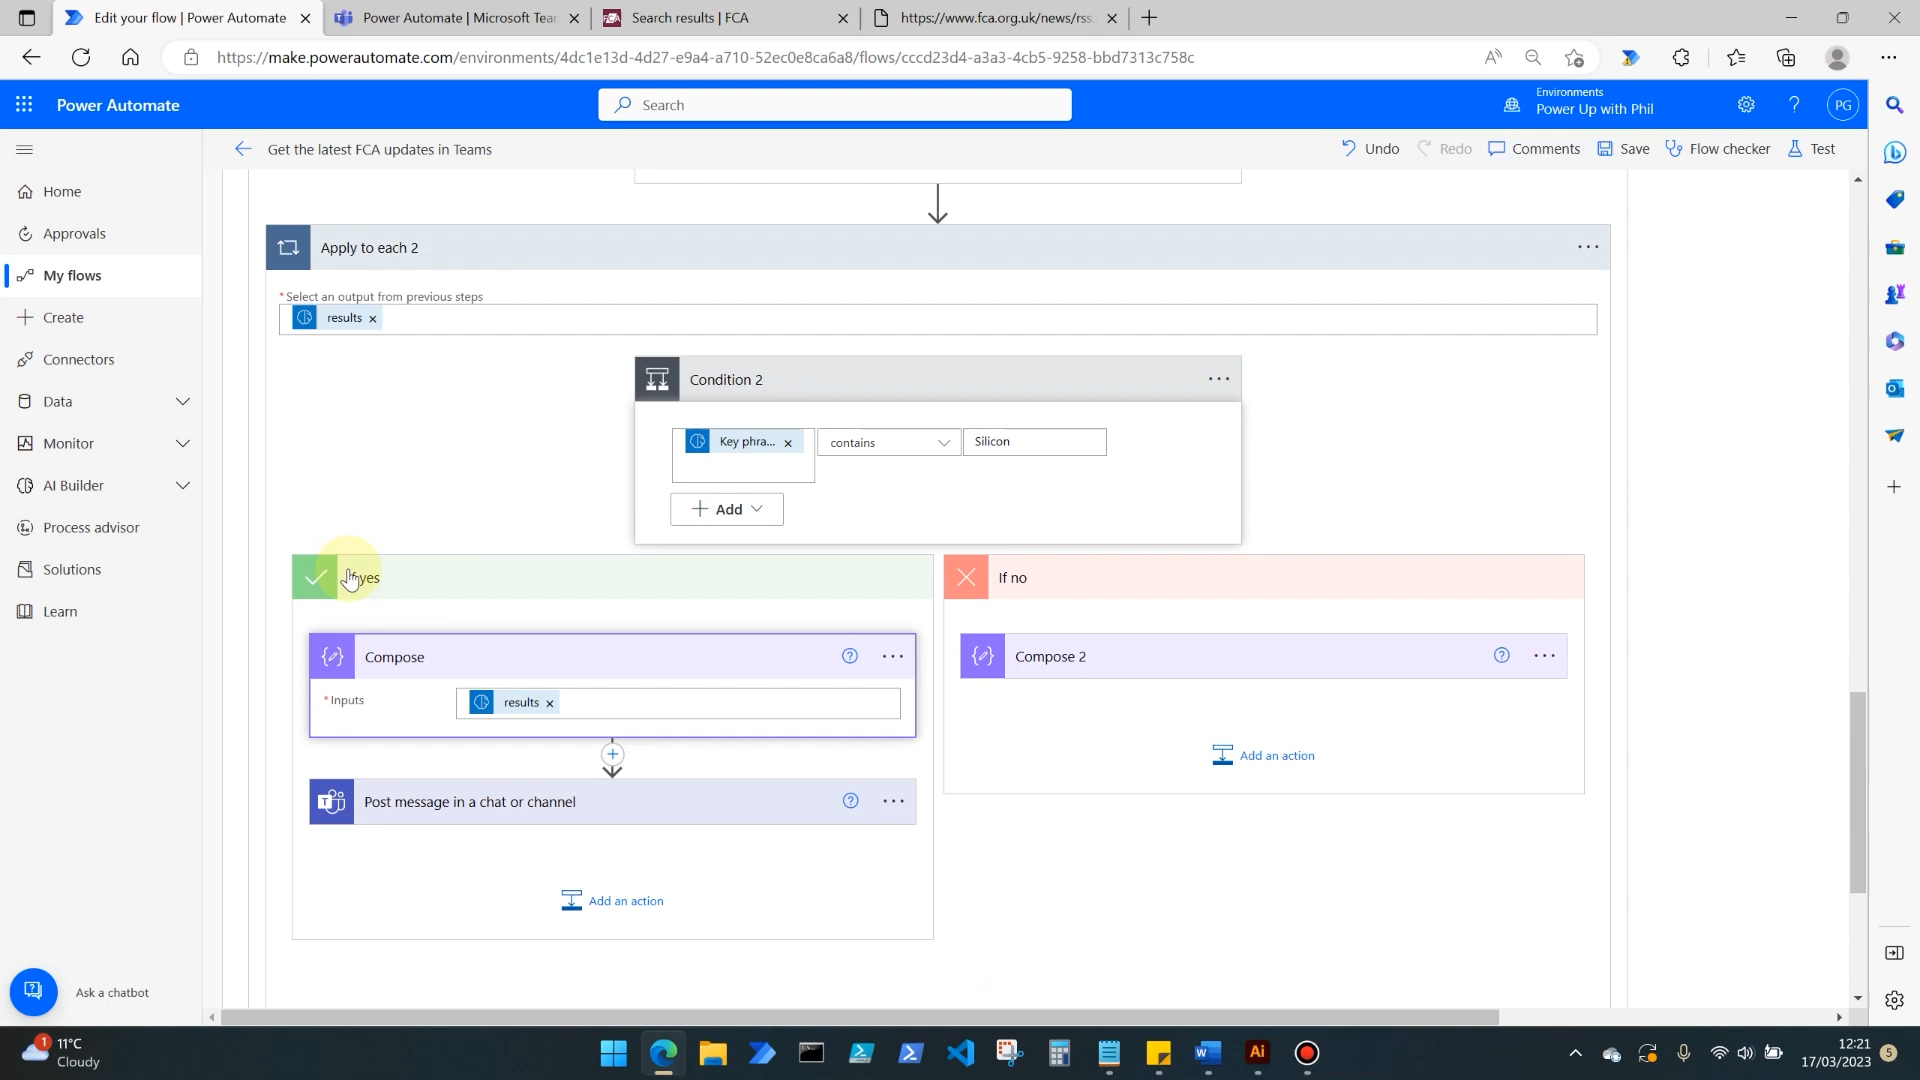 Edit your flow | Power Automate
Power Automate | Microsoft Tea
FCA
Search results | FCA
https://www.fca.org.uk/news/rss.
https://make.powerautomate.com/environments/4dc1e13d-4d27-e9a4-a710-52ec0e8ca6a8/flows/cccd23d4-a3a3-4cb5-9258-bbd7313c758c
Power Automate
Search
Environments
Power Up with Phil
PG
Get the latest FCA updates in Teams
Undo
Redo
Comments
Save
Flow checker
Test
Home
Approvals
My flows
Create
Connectors
Data
Monitor
AI Builder
Process advisor
Solutions
Learn
Ask a chatbot
Apply to each 2
* Select an output from previous steps
results
Condition 2
Key phra...
contains
Silicon
Add
If yes
Compose
* Inputs
results
Post message in a chat or channel
Add an action
If no
Compose 2
Add an action
1
11°C
Cloudy
Ai
12:21
17/03/2023
5